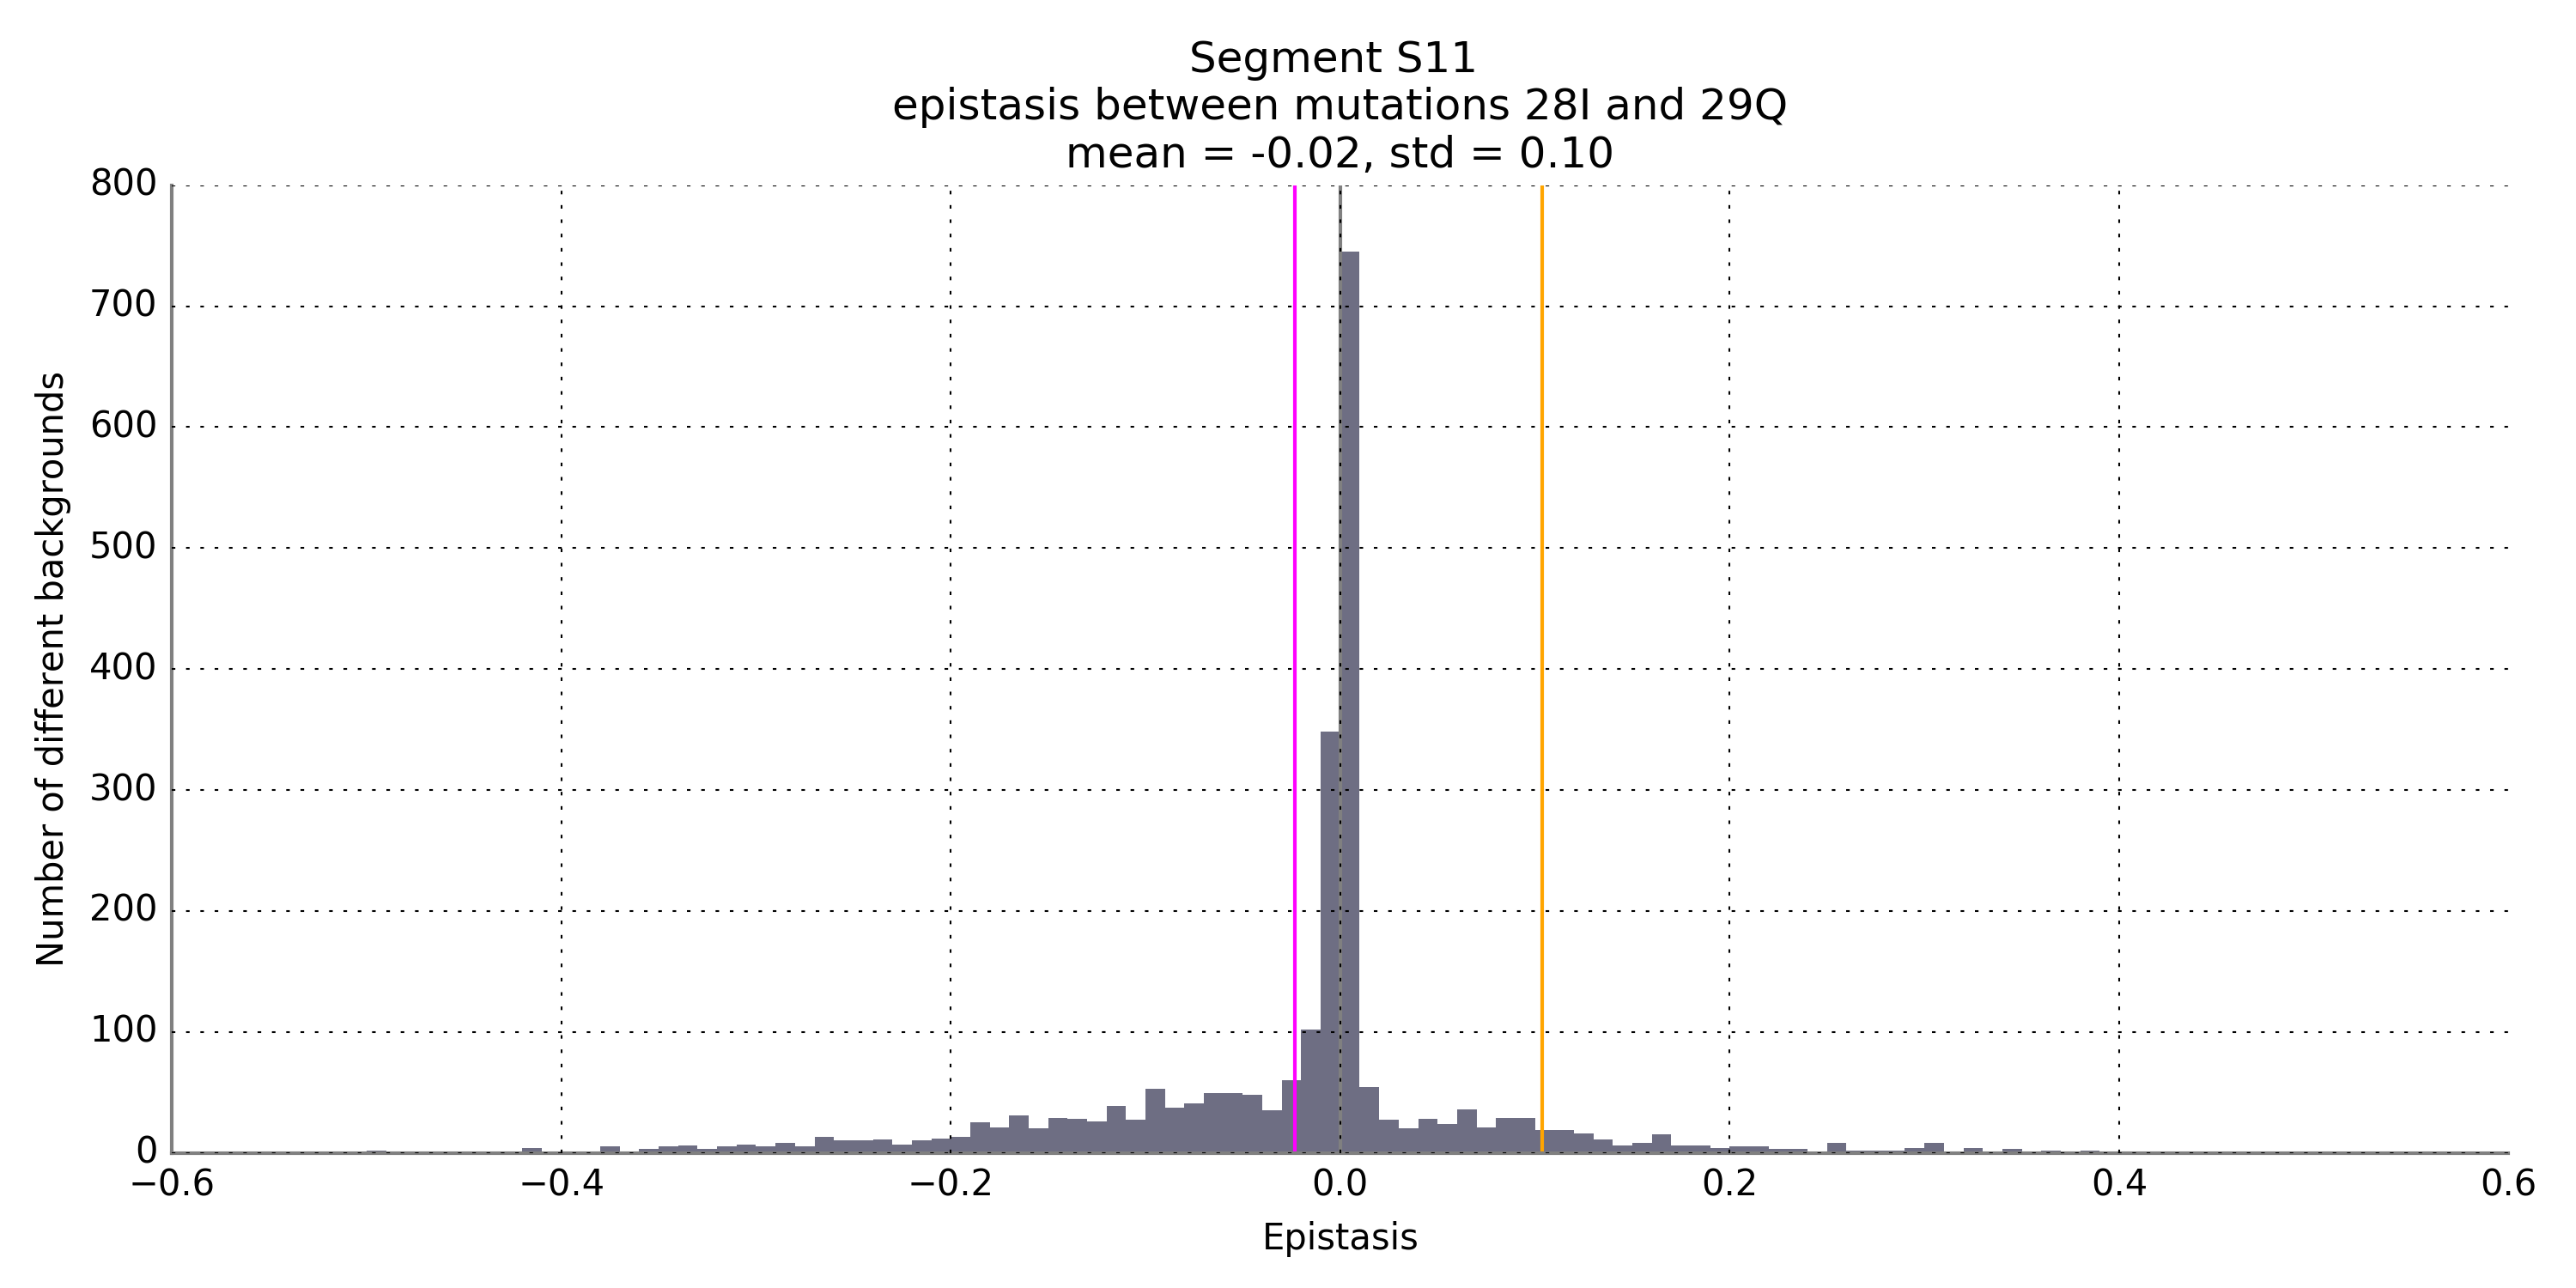 Segment S11
epistasis between mutations 28I and 29Q
mean = -0.02, std = 0.10
Number of different backgrounds
800
700
600
500
400
300
200
100
0
−0.6 −0.4 −0.2 0.0 0.2 0.4 0.6
Epistasis